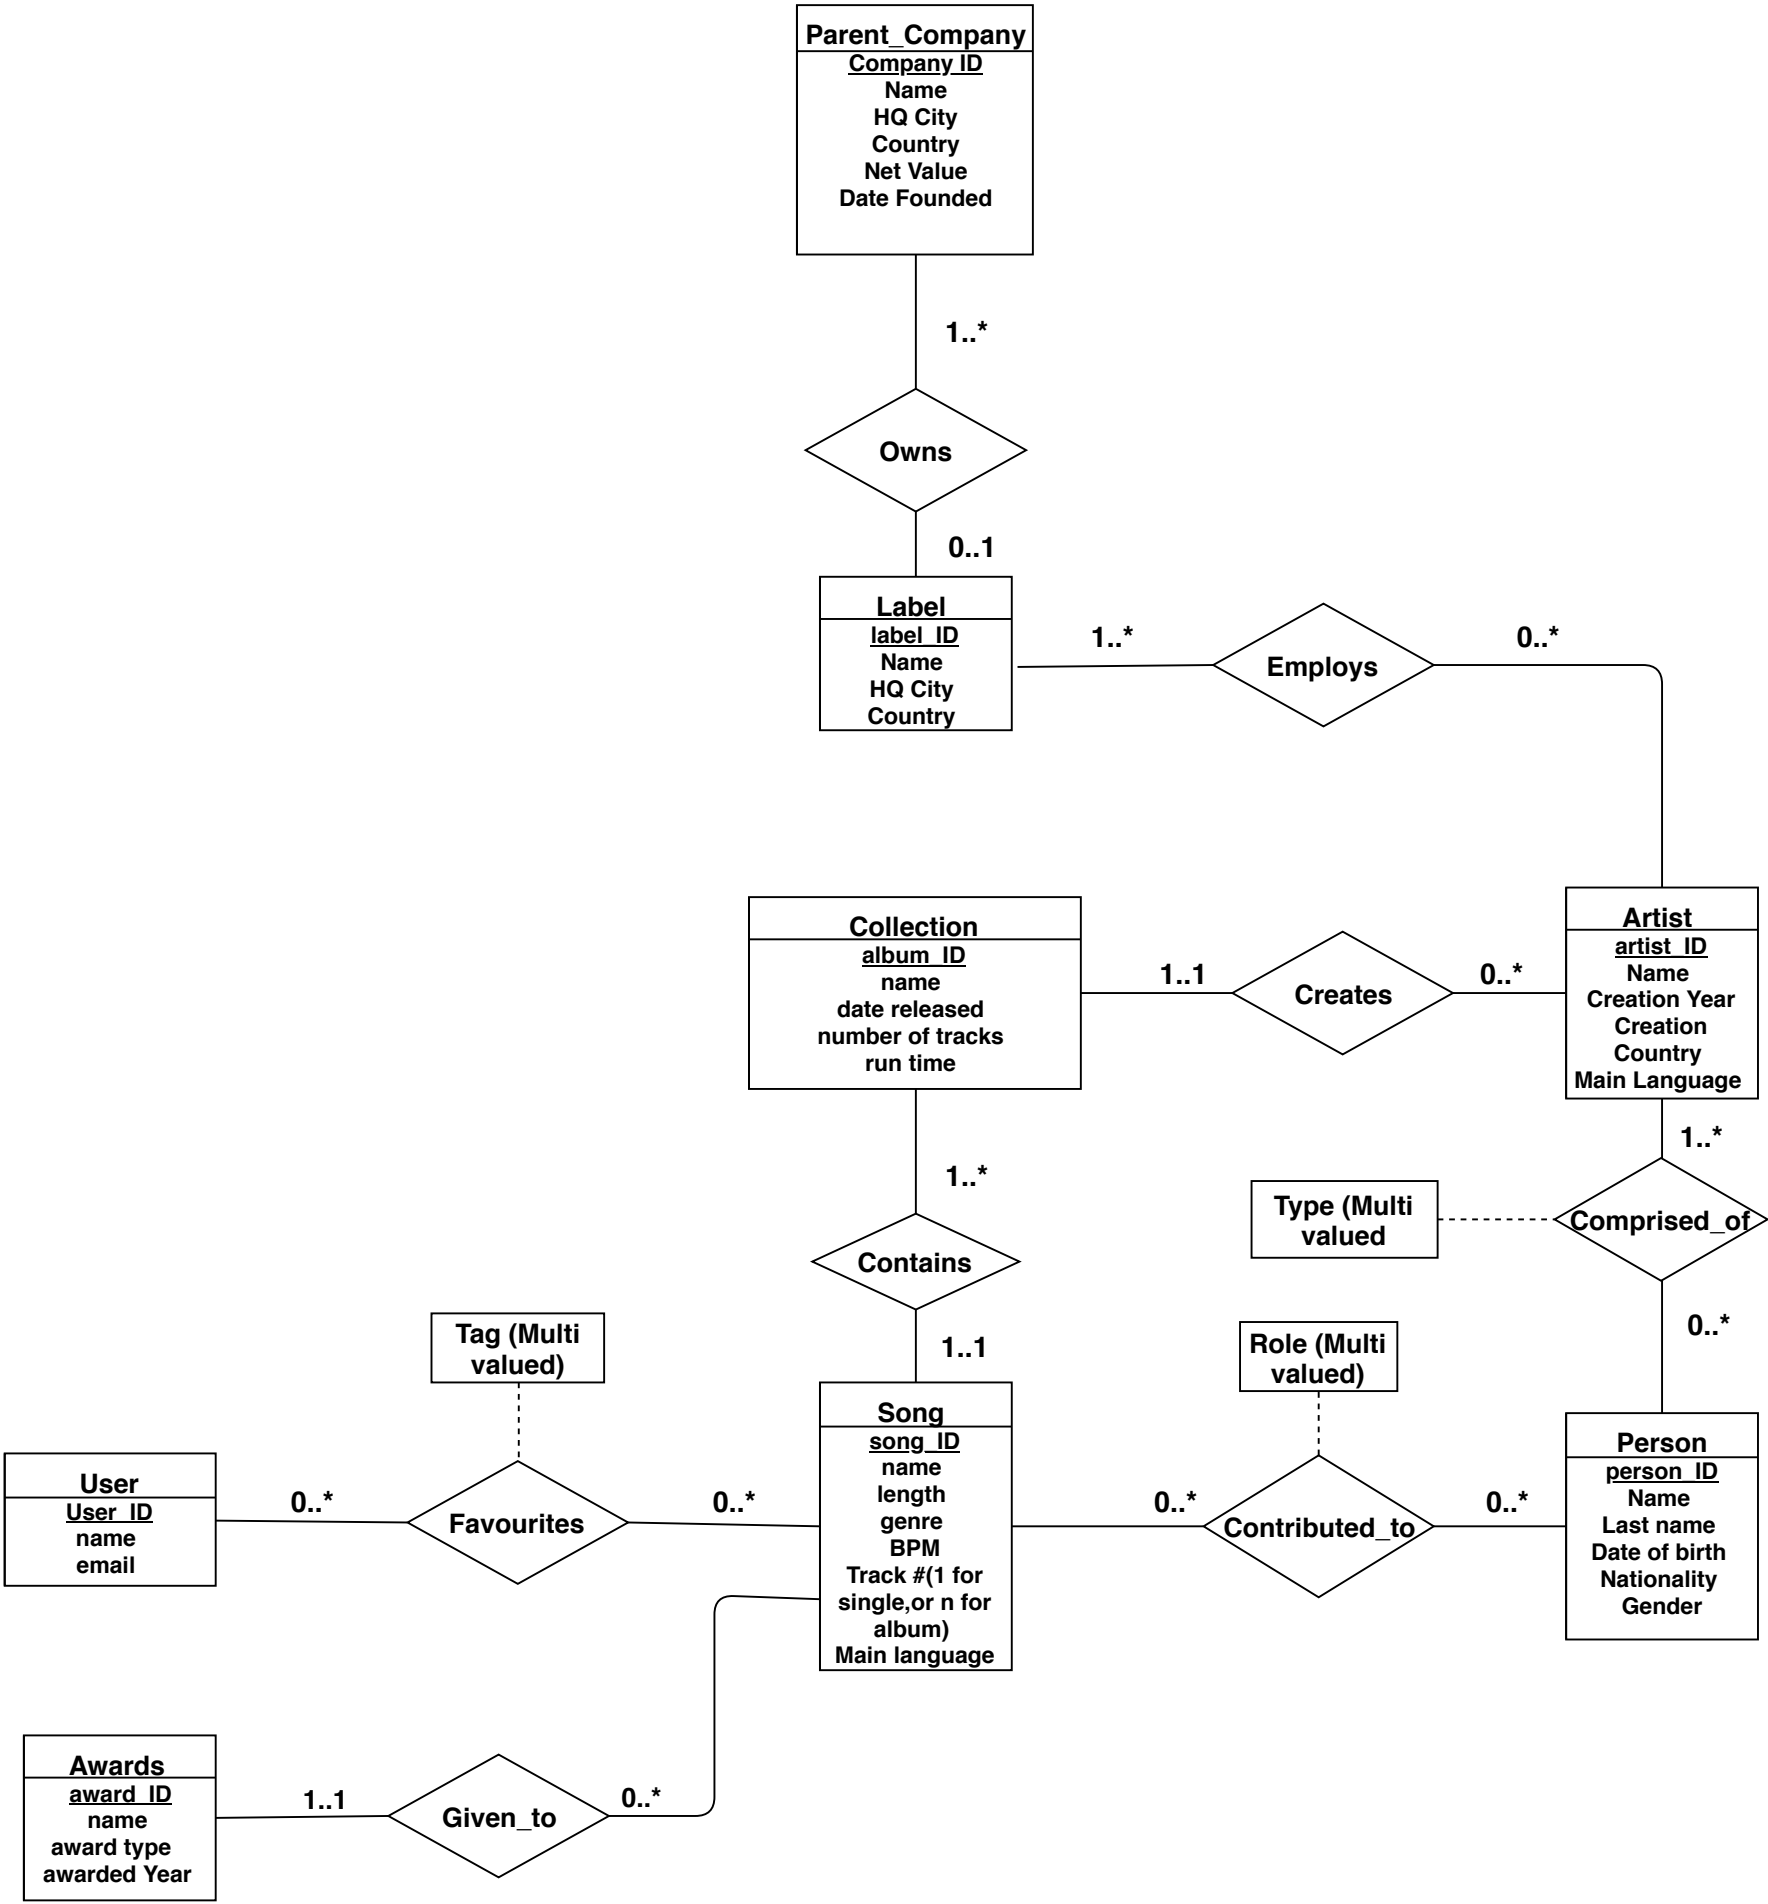 Parent_Company
Company ID
Name
HQ City
Country
Net Value
Date Founded
1..*
Owns
0..1
Label
label_ID
Name
HQ City
Country
1..*
Employs
0..*
Collection
album_ID
name
date released
number of tracks
run time
1..1
Creates
0..*
Artist
artist_ID
Name
Creation Year
Creation
Country
Main Language
1..*
Type (Multi
valued
Comprised_of
0..*
1..*
Contains
1..1
Tag (Multi
valued)
Role (Multi
valued)
User
User_ID
name
email
0..*
Favourites
0..*
Song
song_ID
name
length
genre
BPM
Track #(1 for
single,or n for
album)
Main language
0..*
Contributed_to
0..*
Person
person_ID
Name
Last name
Date of birth
Nationality
Gender
Awards
award_ID
name
award type
awarded Year
1..1
Given_to
0..*